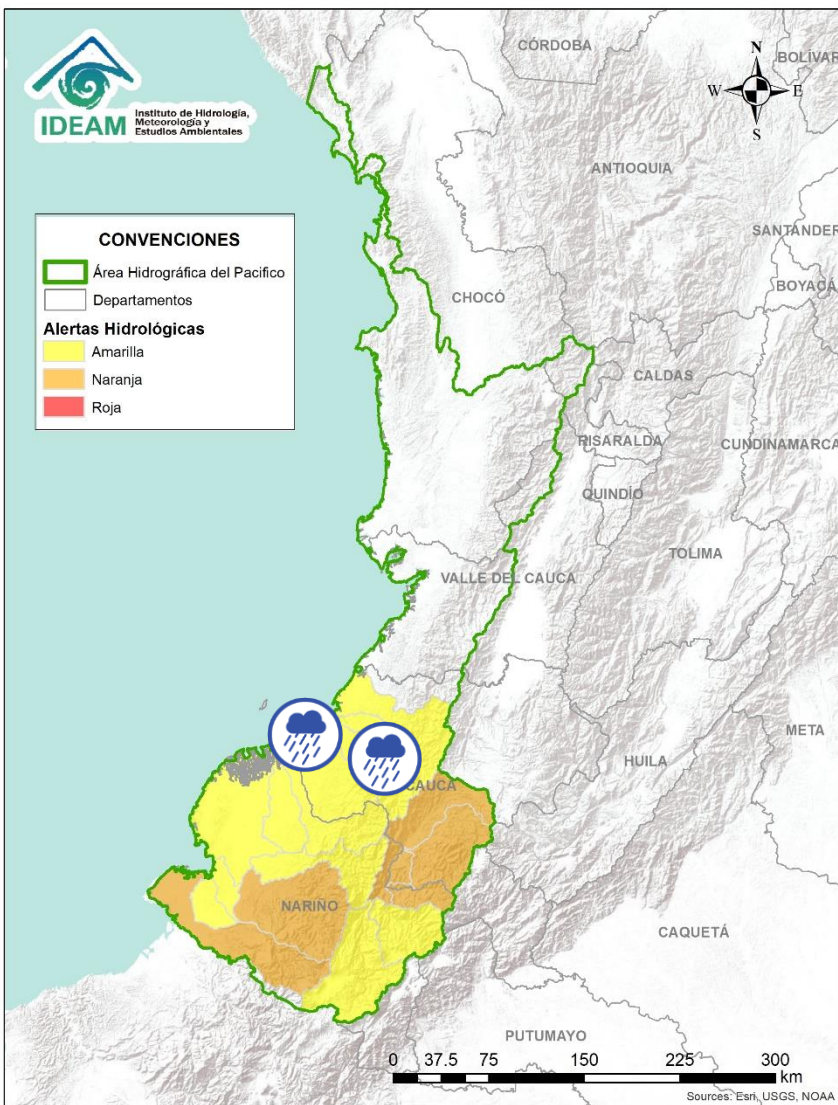 IDEAM
Instituto de Hidrología,
Meteorología y
Estudios Ambientales
CÓRDOBA
BOLÍVAR
N
W
E
S
ANTIOQUIA
SANTANDER
BOYACÁ
CONVENCIONES
Área Hidrográfica del Pacifico
Departamentos
Alertas Hidrológicas
Amarilla
Naranja
Roja
CHOCÓ
CALDAS
RISARALDA
CUNDINAMARCA
QUINDÍO
TOLIMA
VALLE DEL CAUCA
META
HUILA
CAUCA
NARIÑO
CAQUETÁ
PUTUMAYO
0 37.5 75 150 225 300
km
Sources: Esri, USGS, NOAA